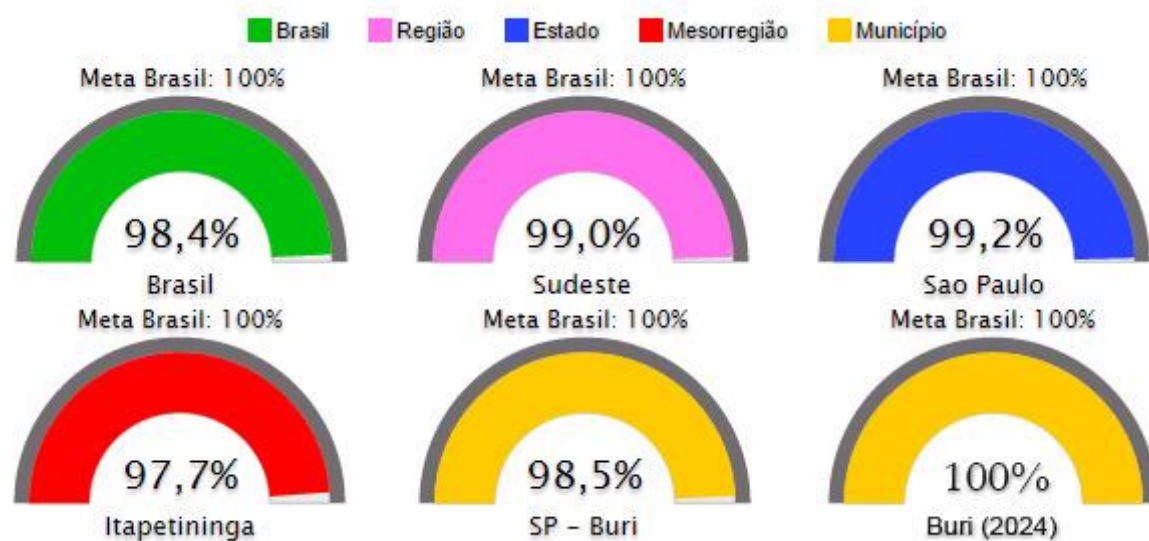 Brasil Região Estado Mesorregião Município
Meta Brasil: 100% Meta Brasil: 100% Meta Brasil: 100%
98,4% 99,0% 99,2%
Brasil Sudeste Sao Paulo
Meta Brasil: 100% Meta Brasil: 100% Meta Brasil: 100%
97,7% 98,5% 100%
Itapetininga SP - Buri Buri (2024)